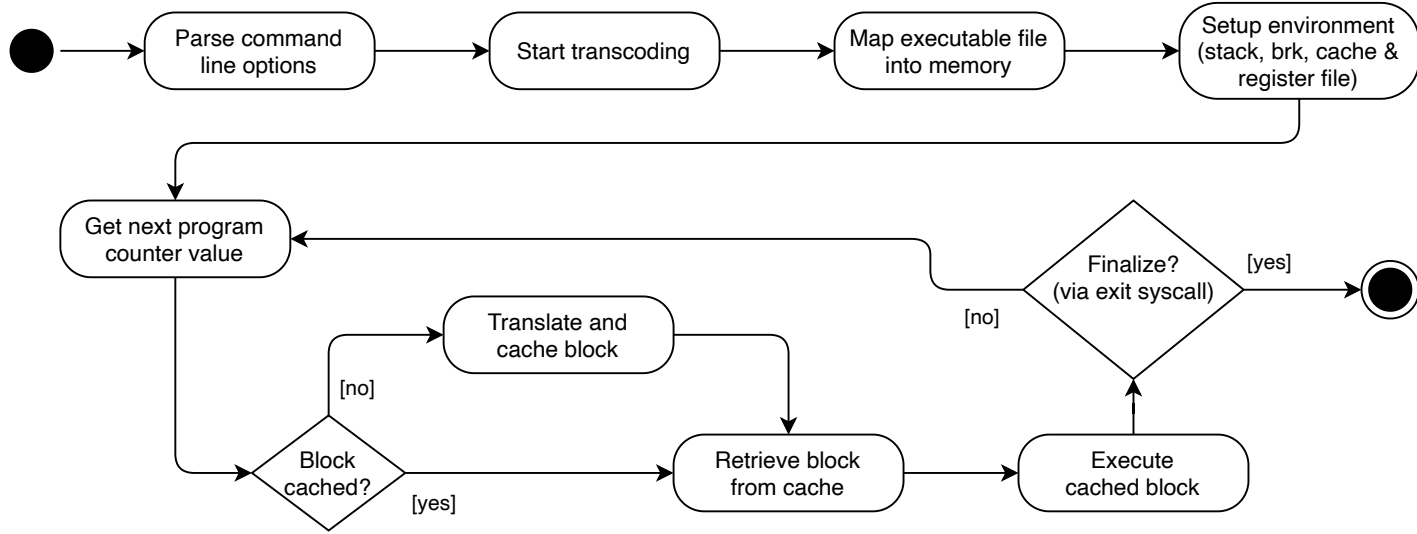 Parse command
line options
Start transcoding
Map executable file
into memory
Setup environment
(stack, brk, cache &
register file)
Get next program
counter value
Finalize?
(via exit syscall)
[yes]
[no]
Translate and
cache block
[no]
Block
cached?
[yes]
Retrieve block
from cache
Execute
cached block